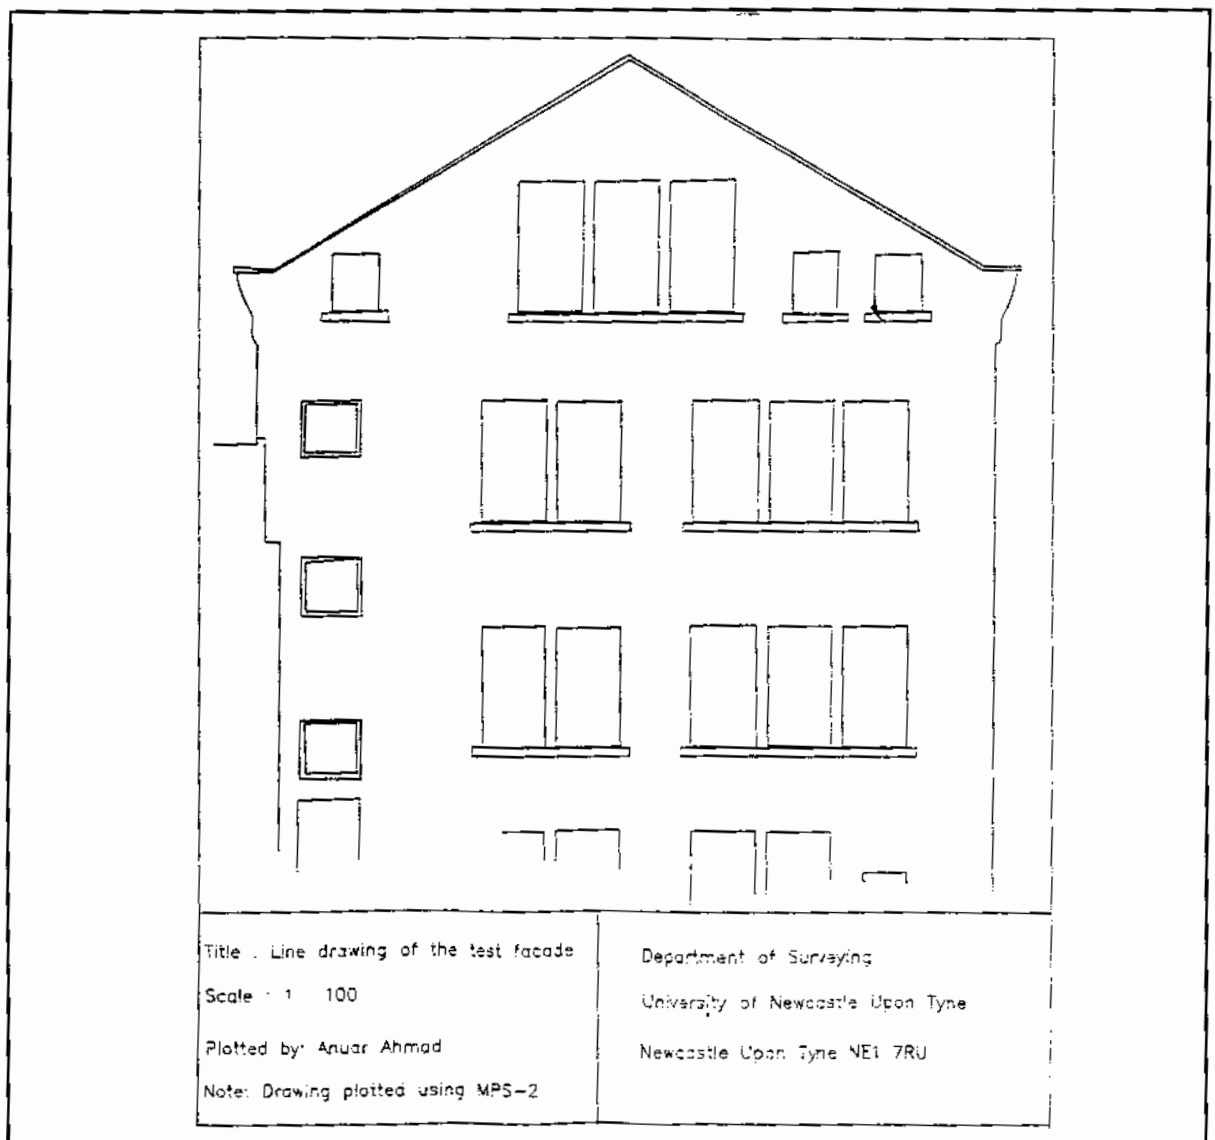 Title : Line drawing of the test facade
Scale : 1 100
Plotted by: Anuar Ahmad
Note: Drawing plotted using MPS-2
Department of Surveying
University of Newcastle Upon Tyne
Newcastle Upon Tyne NE1 7RU